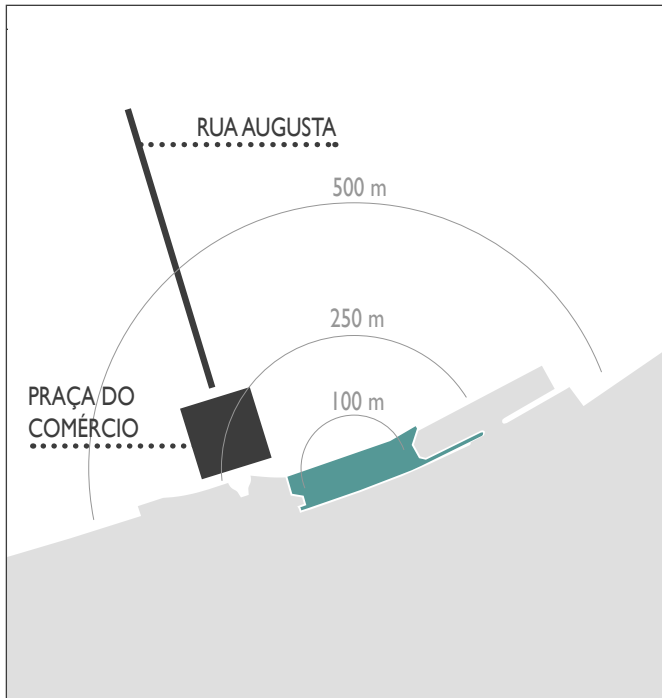 RUA AUGUSTA
500 m
250 m
PRAÇA DO
COMÉRCIO
100 m